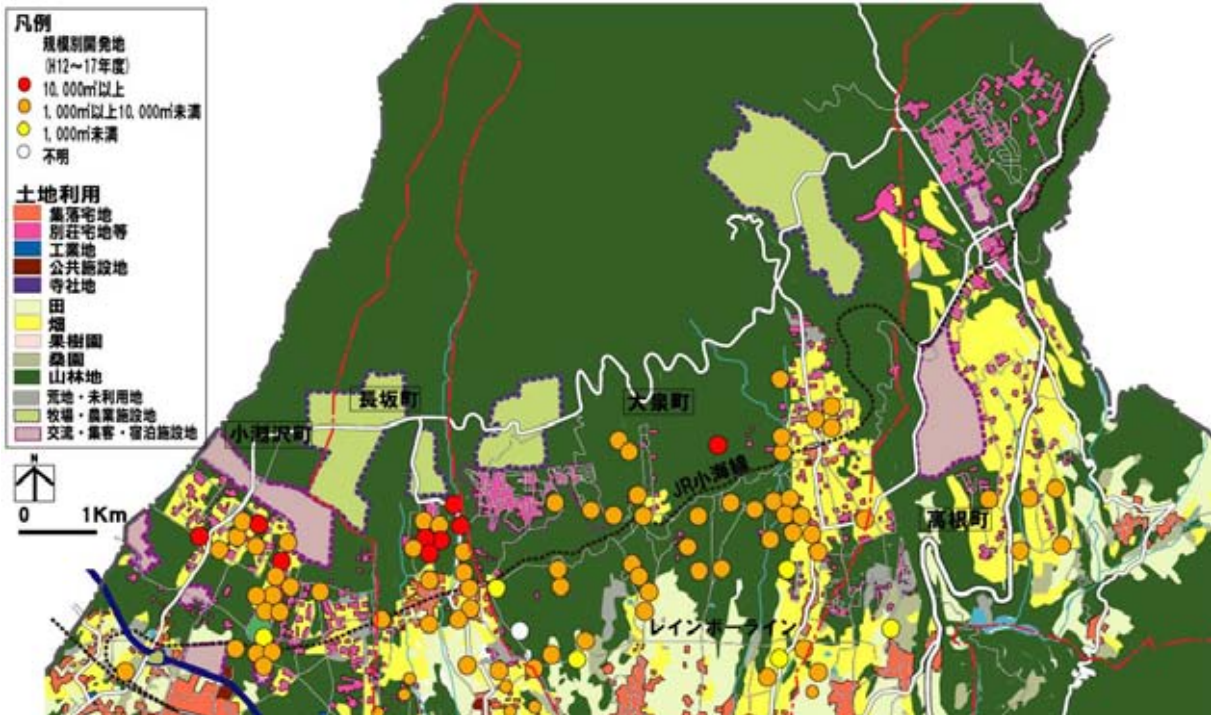 凡例
規模別開発地
(H12～17年度)
10,000㎡以上
1,000㎡以上10,000㎡未満
1,000㎡未満
不明
土地利用
集落宅地
別荘宅地等
工業地
公共施設地
寺社地
田
畑
果樹園
桑園
山林地
荒地・未利用地
牧場・農業施設地
交流・集客・宿泊施設地
N
0 1Km
長坂町
小淵沢町
大泉町
JR小海線
高根町
レインボーライン